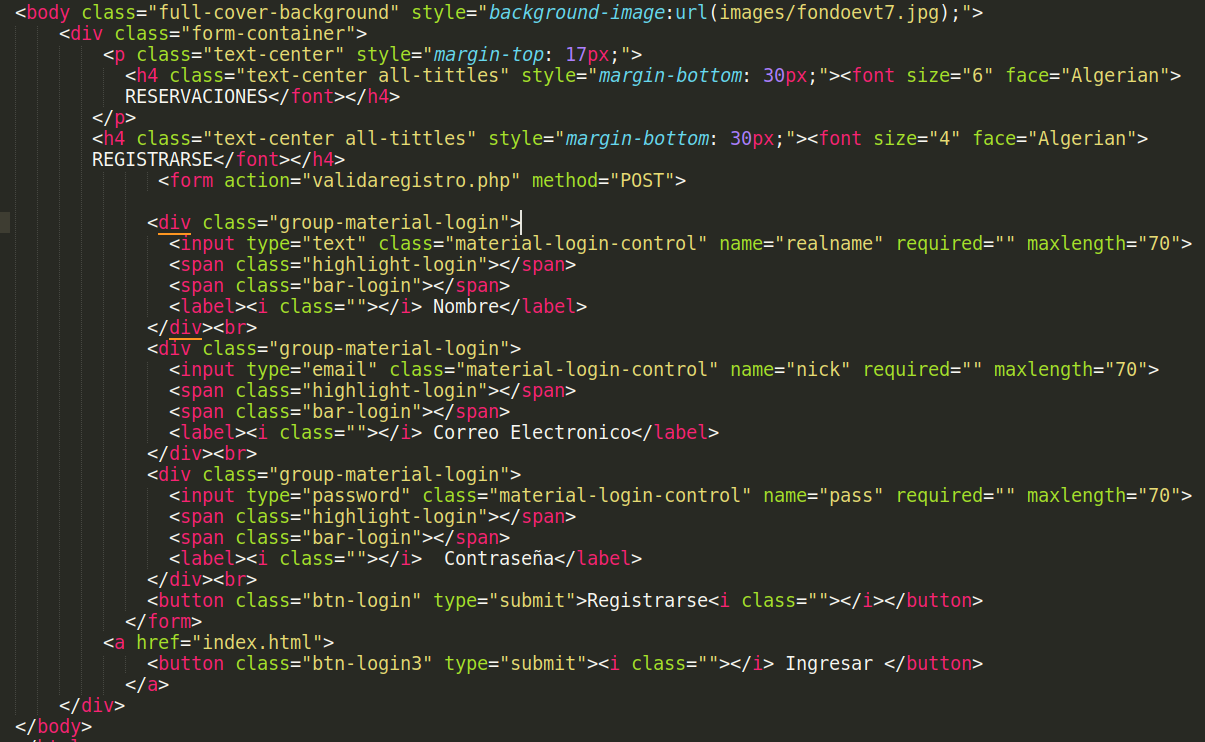 <body class="full-cover-background" style="background-image:url(images/fondoevt7.jpg);">
<div class="form-container">
<p class="text-center" style="margin-top: 17px;">
<h4 class="text-center all-tittles" style="margin-bottom: 30px;"><font size="6" face="Algerian">
RESERVACIONES</font></h4>
</p>
<h4 class="text-center all-tittles" style="margin-bottom: 30px;"><font size="4" face="Algerian">
REGISTRARSE</font></h4>
<form action="validaregistro.php" method="POST">
<div class="group-material-login">
<input type="text" class="material-login-control" name="realname" required="" maxlength="70">
<span class="highlight-login"></span>
<span class="bar-login"></span>
<label><i class=""></i> Nombre</label>
</div><br>
<div class="group-material-login">
<input type="email" class="material-login-control" name="nick" required="" maxlength="70">
<span class="highlight-login"></span>
<span class="bar-login"></span>
<label><i class=""></i> Correo Electronico</label>
</div><br>
<div class="group-material-login">
<input type="password" class="material-login-control" name="pass" required="" maxlength="70">
<span class="highlight-login"></span>
<span class="bar-login"></span>
<label><i class=""></i>  Contraseña</label>
</div><br>
<button class="btn-login" type="submit">Registrarse<i class=""></i></button>
</form>
<a href="index.html">
<button class="btn-login3" type="submit"><i class=""></i> Ingresar </button>
</a>
</div>
</body>